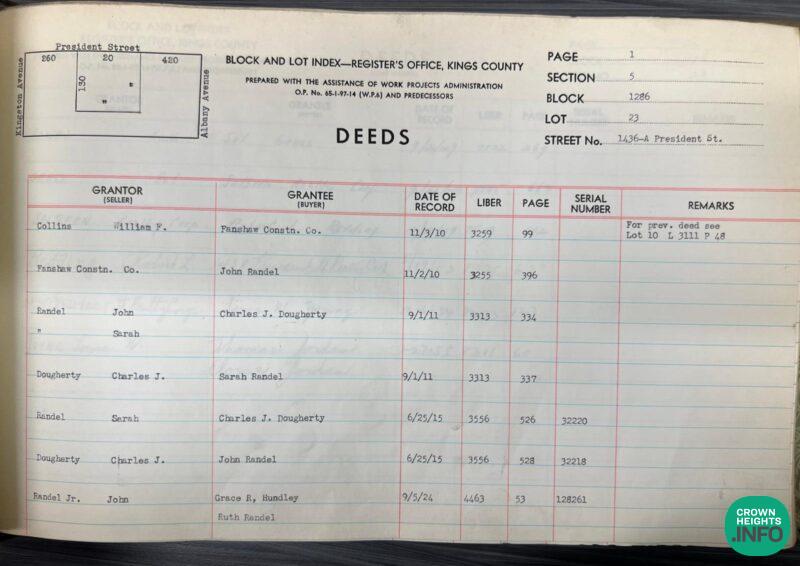 President Street
260 20 420
130
"
"
Kingston Avenue
Albany Avenue
BLOCK AND LOT INDEX—REGISTER'S OFFICE, KINGS COUNTY
PREPARED WITH THE ASSISTANCE OF WORK PROJECTS ADMINISTRATION
O.P. No. 65-1-97-14 (W.P.6) AND PREDECESSORS
DEEDS
PAGE 1
SECTION 5
BLOCK 1286
LOT 23
STREET No. 1436-A President St.
GRANTOR (SELLER) GRANTEE (BUYER) DATE OF RECORD LIBER PAGE SERIAL NUMBER REMARKS
Collins William F. Fanshaw Constn. Co. 11/3/10 3259 99 For prev. deed see
Lot 10 L 3111 P 48
Fanshaw Constn. Co. John Randel 11/2/10 3255 396
Randel John Charles J. Dougherty 9/1/11 3313 334
" Sarah
Dougherty Charles J. Sarah Randel 9/1/11 3313 337
Randel Sarah Charles J. Dougherty 6/25/15 3556 526 32220
Dougherty Charles J. John Randel 6/25/15 3556 528 32218
Randel Jr. John Grace R, Hundley 9/5/24 4463 53 128261
Ruth Randel
CROWN
HEIGHTS
.INFO